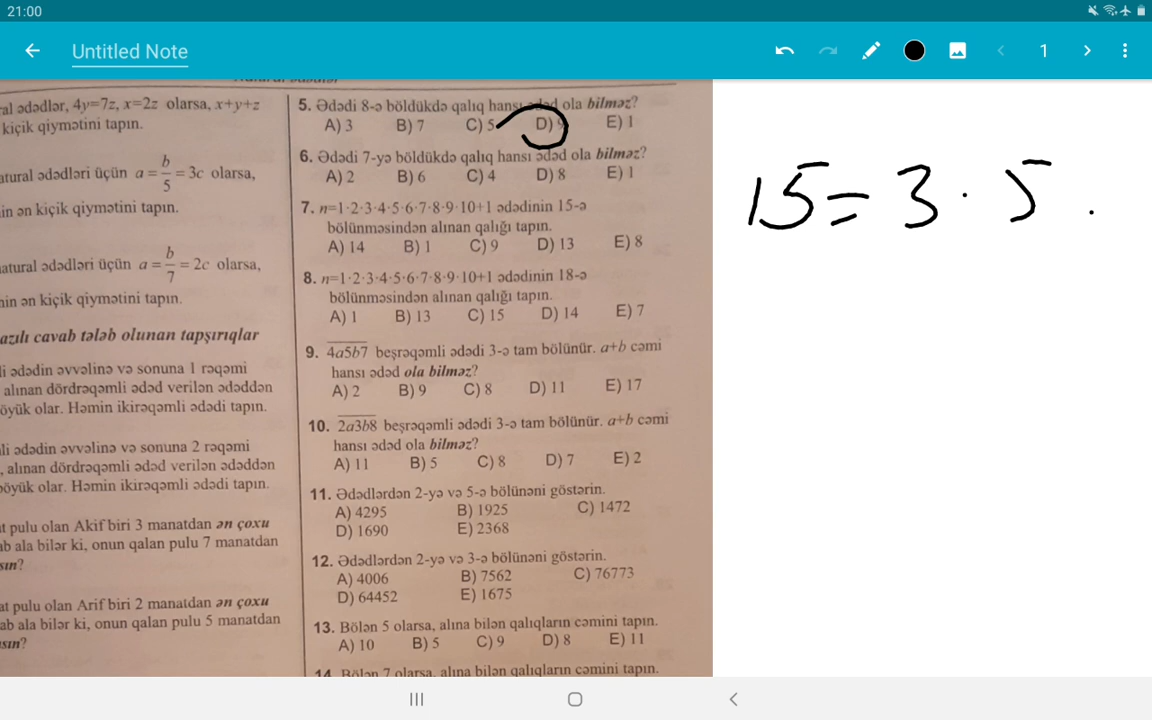 21:00
Untitled Note
1
al ədədlər, 4y=7z, x=2z olarsa, x+y+z
kiçik qiymətini tapın.
atural ədədləri üçün a = b/5 = 3c olarsa,
in ən kiçik qiymətini tapın.
atural ədədləri üçün a = b/7 = 2c olarsa,
nin ən kiçik qiymətini tapın.
azılı cavab tələb olunan tapşırıqlar
li ədədin əvvəlinə və sonuna 1 rəqəmi
alınan dördrəqəmli ədəd verilən ədəddən
öyük olar. Həmin ikirəqəmli ədədi tapın.
li ədədin əvvəlinə və sonuna 2 rəqəmi
, alınan dördrəqəmli ədəd verilən ədəddən
öyük olar. Həmin ikirəqəmli ədədi tapın.
t pulu olan Akif biri 3 manatdan ən çoxu
ab ala bilər ki, onun qalan pulu 7 manatdan
sın?
at pulu olan Arif biri 2 manatdan ən çoxu
ab ala bilər ki, onun qalan pulu 5 manatdan
sın?
5. Ədədi 8-ə böldükdə qalıq hansı ədəd ola bilməz?
A) 3 B) 7 C) 5 D) 9 E) 1
6. Ədədi 7-yə böldükdə qalıq hansı ədəd ola bilməz?
A) 2 B) 6 C) 4 D) 8 E) 1
7. n=1·2·3·4·5·6·7·8·9·10+1 ədədinin 15-ə
bölünməsindən alınan qalığı tapın.
A) 14 B) 1 C) 9 D) 13 E) 8
8. n=1·2·3·4·5·6·7·8·9·10+1 ədədinin 18-ə
bölünməsindən alınan qalığı tapın.
A) 1 B) 13 C) 15 D) 14 E) 7
9. 4a5b7 beşrəqəmli ədədi 3-ə tam bölünür. a+b cəmi
hansı ədəd ola bilməz?
A) 2 B) 9 C) 8 D) 11 E) 17
10. 2a3b8 beşrəqəmli ədədi 3-ə tam bölünür. a+b cəmi
hansı ədəd ola bilməz?
A) 11 B) 5 C) 8 D) 7 E) 2
11. Ədədlərdən 2-yə və 5-ə bölünəni göstərin.
A) 4295 B) 1925 C) 1472
D) 1690 E) 2368
12. Ədədlərdən 2-yə və 3-ə bölünəni göstərin.
A) 4006 B) 7562 C) 76773
D) 64452 E) 1675
13. Bölən 5 olarsa, alına bilən qalıqların cəmini tapın.
A) 10 B) 5 C) 9 D) 8 E) 11
14. Bölən 7 olarsa, alına bilən qalıqların cəmini tapın.
15 = 3 · 5 .